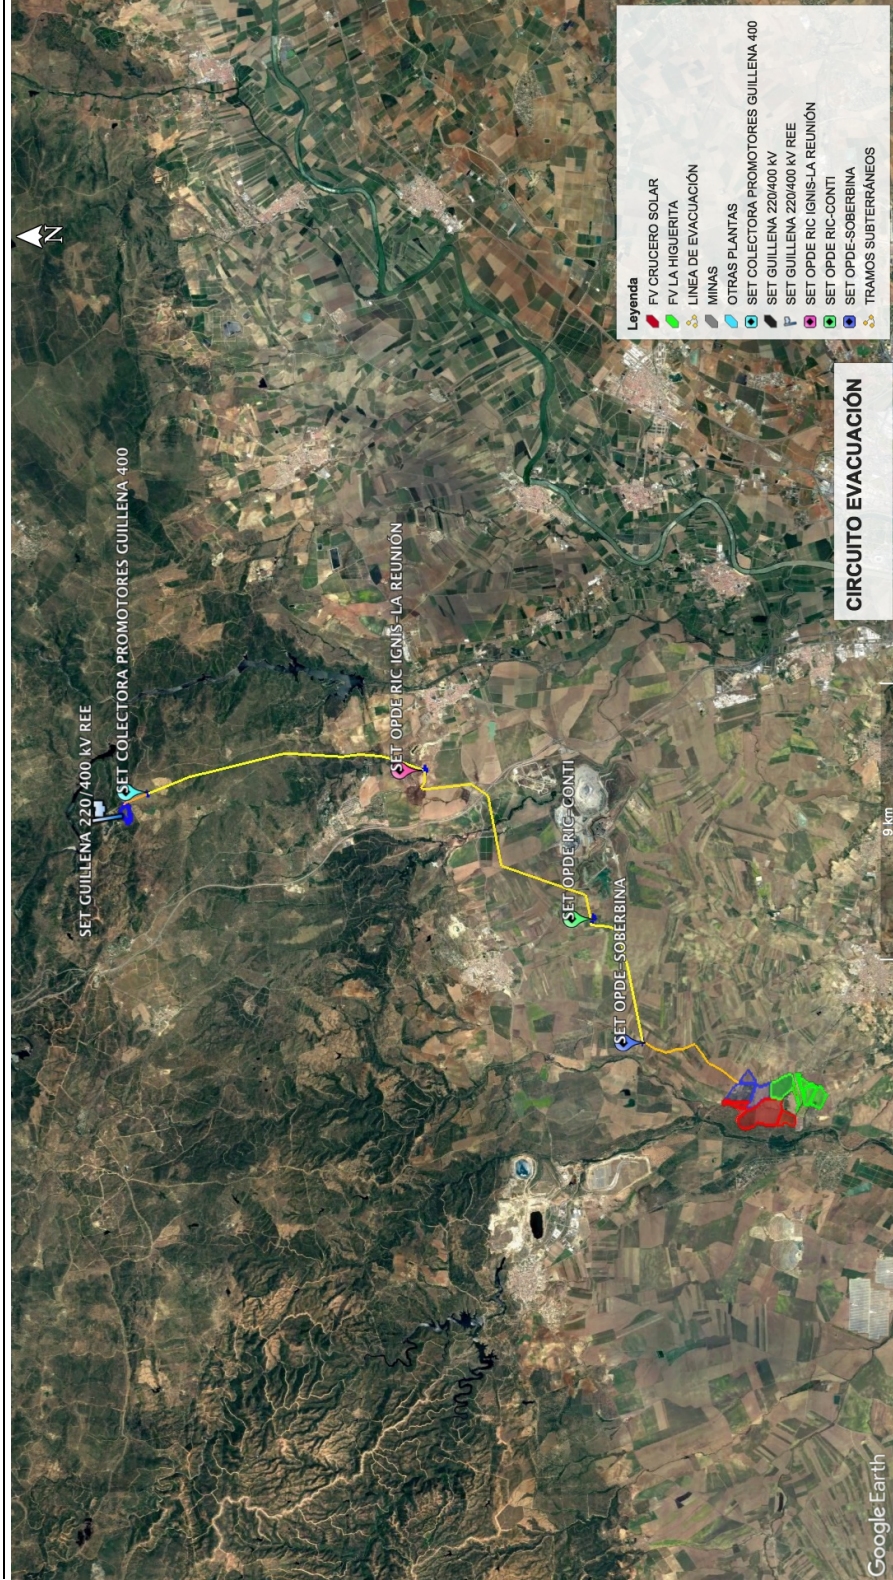 SET GUILLENA 220/400 KV REE
SET COLECTORA PROMOTORES GUILLENA 400
SET OPDE RIC IGNIS-LA REUNIÓN
SET OPDE RIC-CONTI
SET OPDE-SOBERBINA
N
Leyenda
FV CRUCERO SOLAR
FV LA HIGUERITA
LINEA DE EVACUACIÓN
MINAS
OTRAS PLANTAS
SET COLECTORA PROMOTORES GUILLENA 400
SET GUILLENA 220/400 kV
SET GUILLENA 220/400 kV REE
SET OPDE RIC IGNIS-LA REUNIÓN
SET OPDE RIC-CONTI
SET OPDE-SOBERBINA
TRAMOS SUBTERRÁNEOS
CIRCUITO EVACUACIÓN
9 km
Google Earth